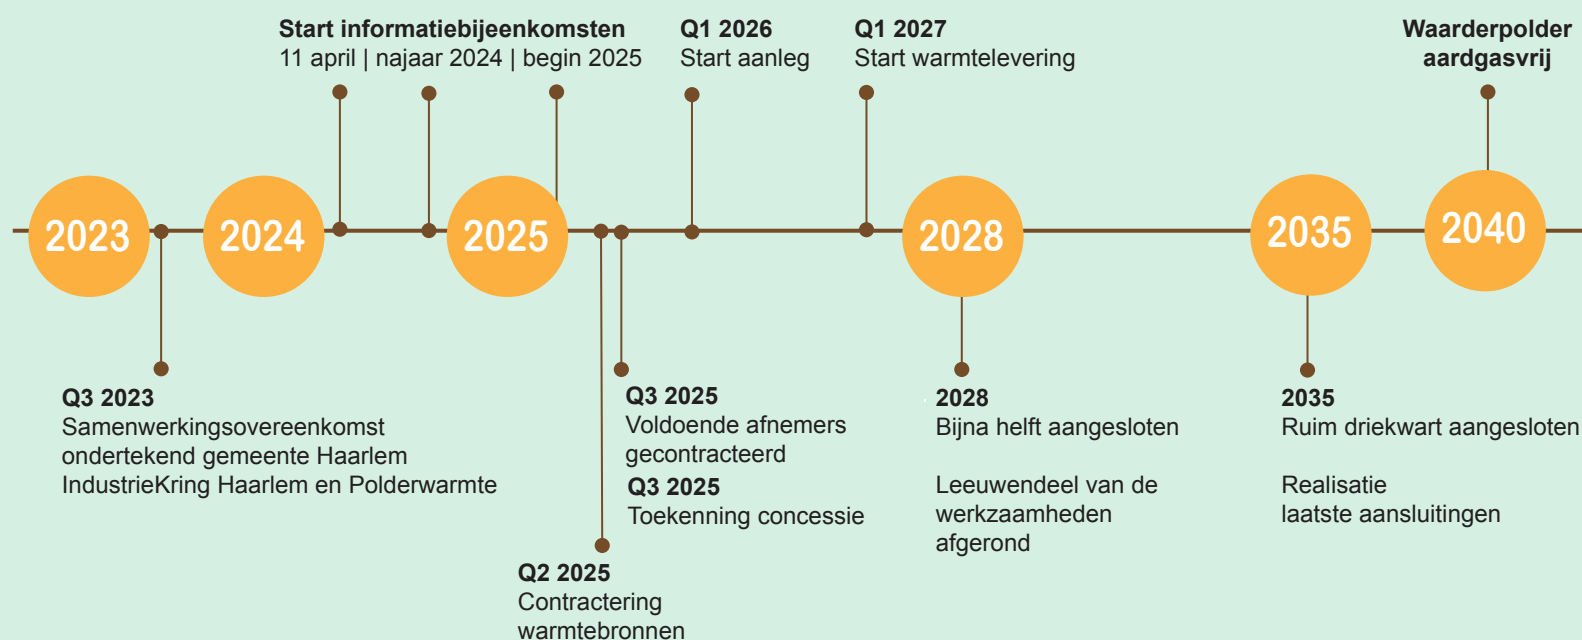 Start informatiebijeenkomsten
11 april | najaar 2024 | begin 2025
Q1 2026
Start aanleg
Q1 2027
Start warmtelevering
Waarderpolder
aardgasvrij
2023
2024
2025
2028
2035
2040
Q3 2023
Samenwerkingsovereenkomst
ondertekend gemeente Haarlem
IndustrieKring Haarlem en Polderwarmte
Q2 2025
Contractering
warmtebronnen
Q3 2025
Voldoende afnemers
gecontracteerd
Q3 2025
Toekenning concessie
2028
Bijna helft aangesloten
Leeuwendeel van de
werkzaamheden
afgerond
2035
Ruim driekwart aangesloten
Realisatie
laatste aansluitingen